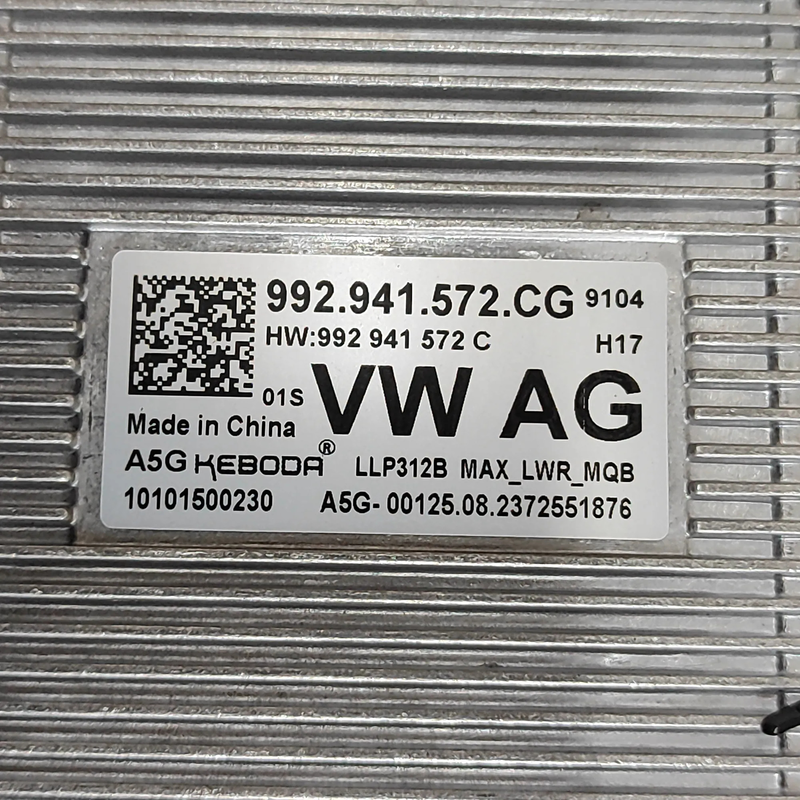 992.941.572.CG 9104
HW:992 941 572 C H17
01S VW AG
Made in China
A5G KEBODA® LLP312B MAX_LWR_MQB
10101500230 A5G- 00125.08.2372551876